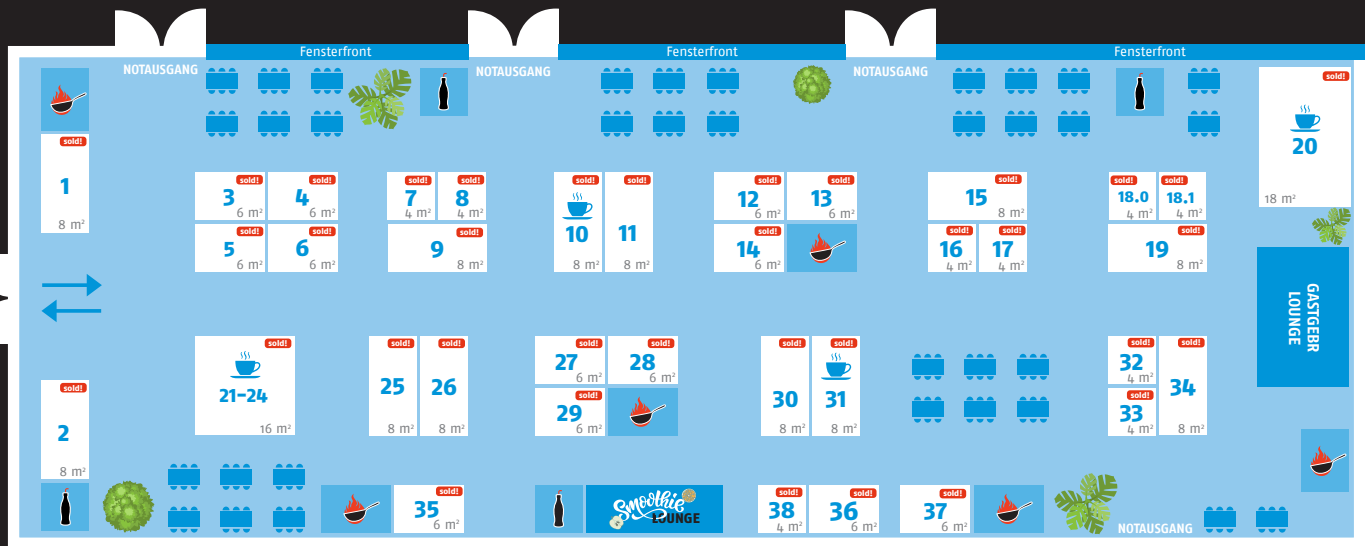 Fensterfront
Fensterfront
Fensterfront
NOTAUSGANG
NOTAUSGANG
NOTAUSGANG
sold!
1
8 m²
sold!
3
6 m²
sold!
4
6 m²
sold!
7
4 m²
sold!
8
4 m²
sold!
10
8 m²
sold!
11
8 m²
sold!
12
6 m²
sold!
13
6 m²
sold!
15
8 m²
sold!
18.0
4 m²
sold!
18.1
4 m²
sold!
20
18 m²
5
6 m²
sold!
6
6 m²
sold!
9
8 m²
sold!
14
6 m²
sold!
16
4 m²
sold!
17
4 m²
sold!
19
8 m²
sold!
GASTGEBR
LOUNGE
sold!
2
8 m²
sold!
21–24
16 m²
sold!
25
8 m²
sold!
26
8 m²
sold!
27
6 m²
sold!
28
6 m²
sold!
29
6 m²
sold!
30
8 m²
sold!
31
8 m²
sold!
32
4 m²
sold!
33
4 m²
sold!
34
8 m²
sold!
35
6 m²
Smoothie
LOUNGE
sold!
38
4 m²
sold!
36
6 m²
sold!
37
6 m²
NOTAUSGANG